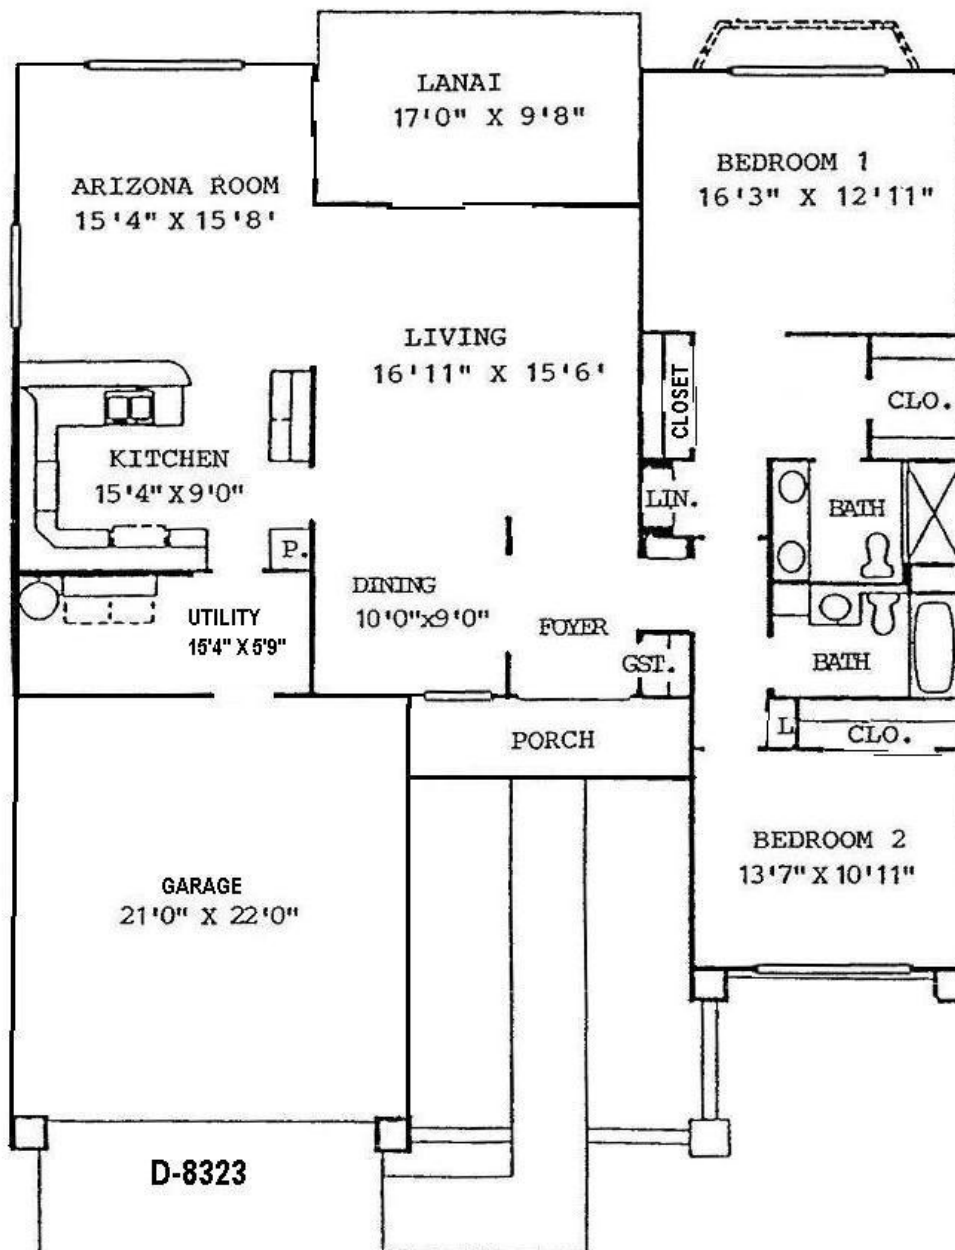 LANAI
17'0" X 9'8"
BEDROOM 1
16'3" X 12'11"
ARIZONA ROOM
15'4" X 15'8'
LIVING
16'11" X 15'6'
CLOSET
CLO.
KITCHEN
15'4" X 9'0"
LIN.
BATH
P.
DINING
10'0"x9'0"
UTILITY
15'4" X 5'9"
FOYER
GST.
BATH
PORCH
L
CLO.
BEDROOM 2
13'7" X 10'11"
GARAGE
21'0" X 22'0"
D-8323